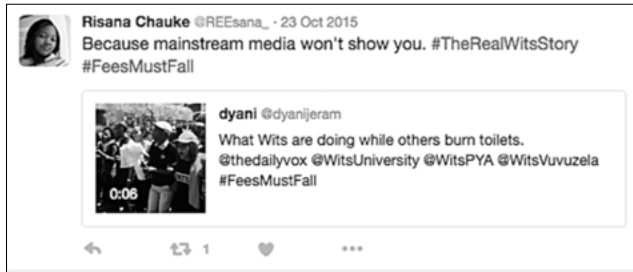 Risana Chauke @REEsana_ · 23 Oct 2015
Because mainstream media won't show you. #TheRealWitsStory
#FeesMustFall
dyani @dyanijeram
What Wits are doing while others burn toilets.
@thedailyvox @WitsUniversity @WitsPYA @WitsVuvuzela
#FeesMustFall
0:06
1